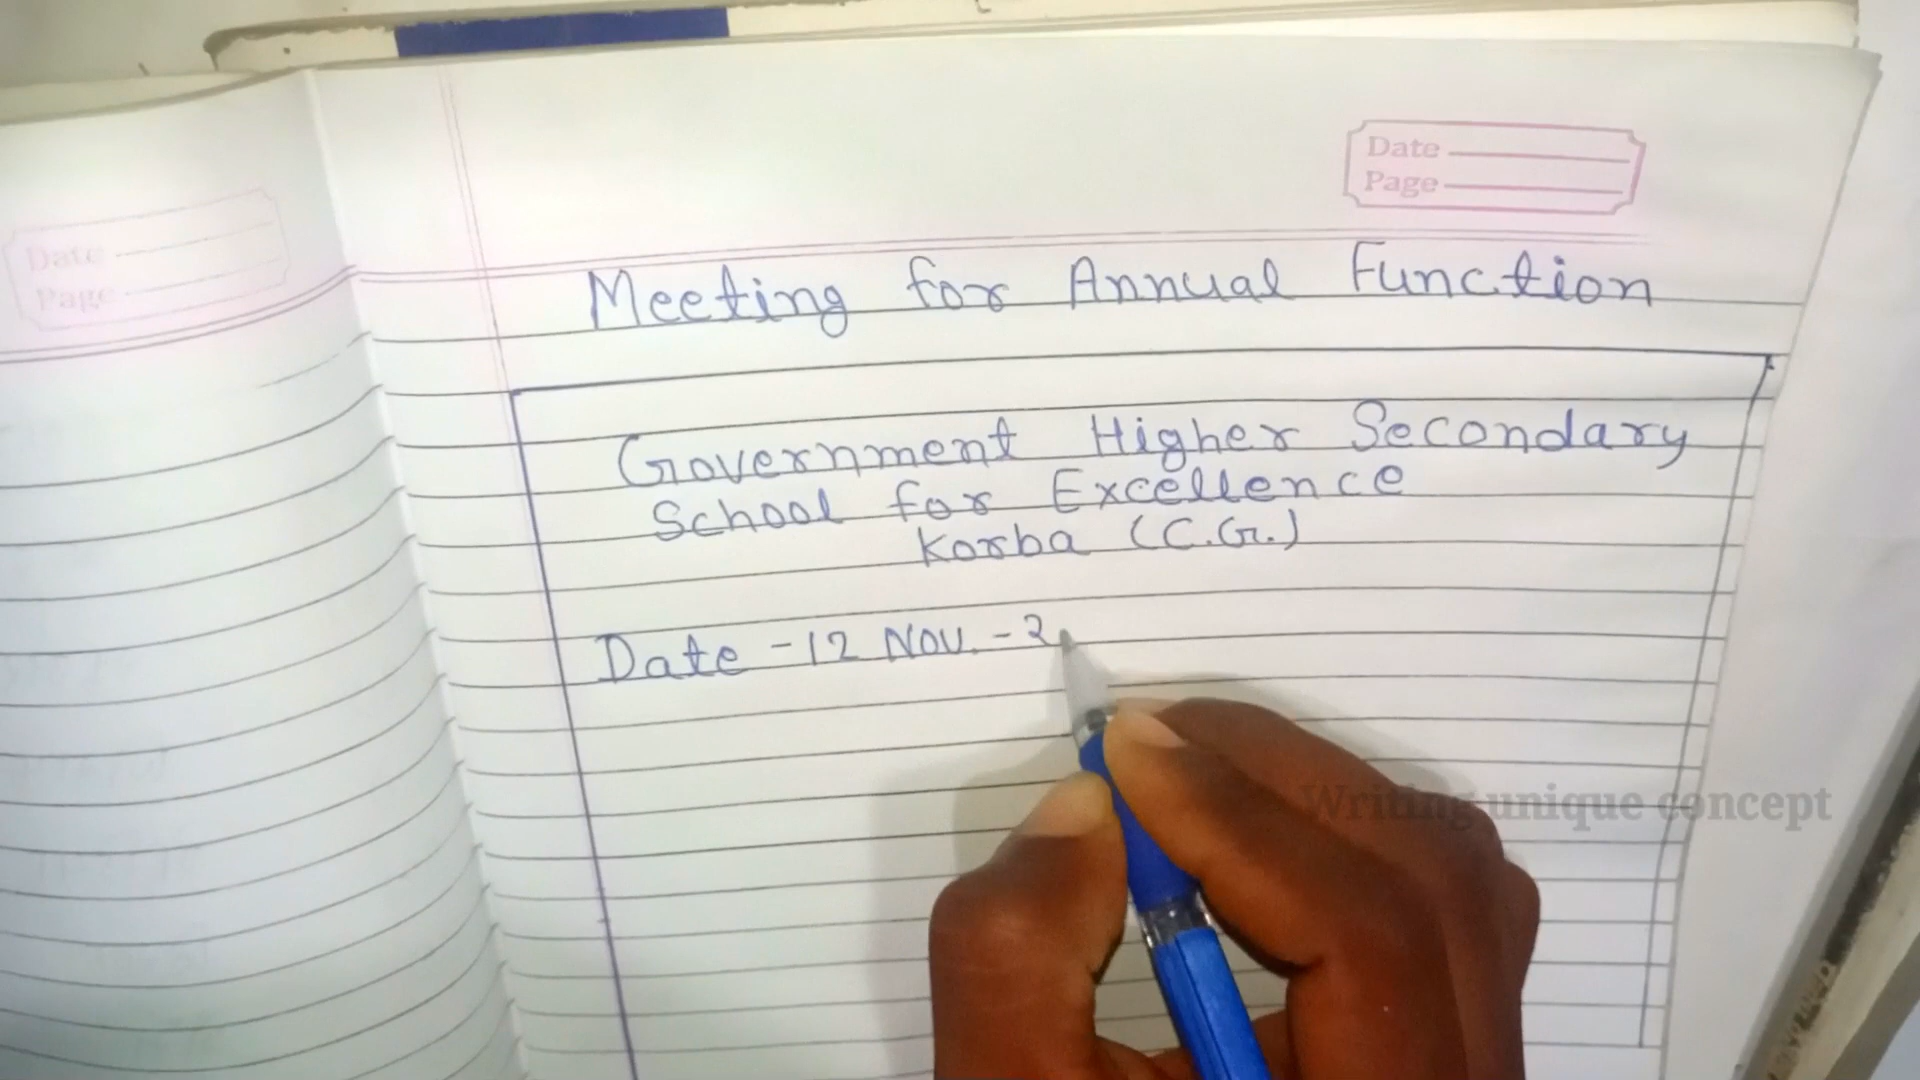 Date
Page
Date
Page
Meeting for Annual Function
Government Higher Secondary
School for Excellence
Korba (C.G.)
Date - 12 Nov. - 2
Writing unique concept